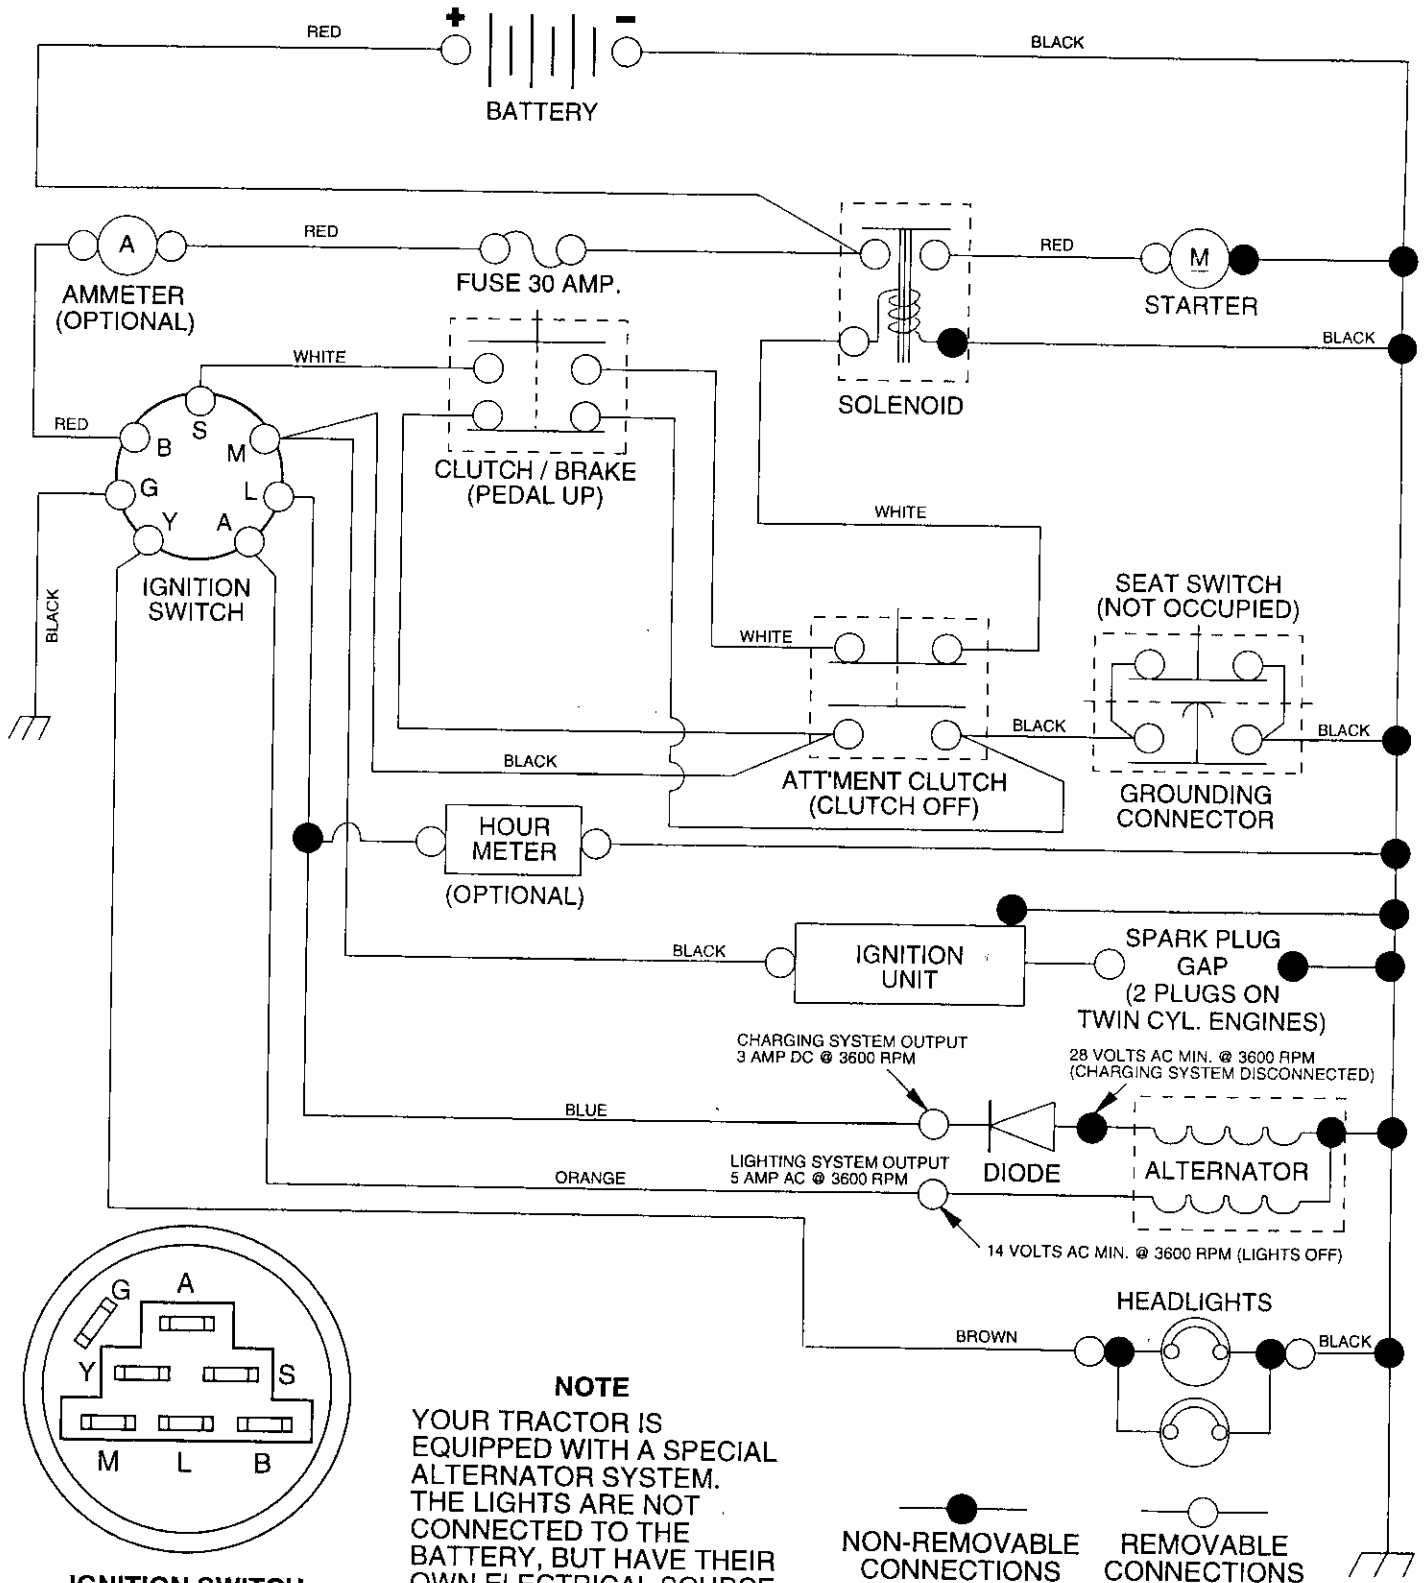 +
−
RED
BLACK
BATTERY
A
RED
RED
M
FUSE 30 AMP.
AMMETER
(OPTIONAL)
STARTER
WHITE
BLACK
SOLENOID
RED
S
B
M
G
L
Y
A
CLUTCH / BRAKE
(PEDAL UP)
WHITE
IGNITION
SWITCH
BLACK
SEAT SWITCH
(NOT OCCUPIED)
WHITE
BLACK
BLACK
BLACK
ATT'MENT CLUTCH
(CLUTCH OFF)
GROUNDING
CONNECTOR
HOUR
METER
(OPTIONAL)
BLACK
IGNITION
UNIT
SPARK PLUG
GAP
(2 PLUGS ON
TWIN CYL. ENGINES)
CHARGING SYSTEM OUTPUT
3 AMP DC @ 3600 RPM
28 VOLTS AC MIN. @ 3600 RPM
(CHARGING SYSTEM DISCONNECTED)
BLUE
DIODE
ALTERNATOR
LIGHTING SYSTEM OUTPUT
5 AMP AC @ 3600 RPM
ORANGE
14 VOLTS AC MIN. @ 3600 RPM (LIGHTS OFF)
HEADLIGHTS
BROWN
BLACK
G
A
Y
S
M
L
B
IGNITION SWITCH
NOTE
YOUR TRACTOR IS
EQUIPPED WITH A SPECIAL
ALTERNATOR SYSTEM.
THE LIGHTS ARE NOT
CONNECTED TO THE
BATTERY, BUT HAVE THEIR
OWN ELECTRICAL SOURCE
NON-REMOVABLE
CONNECTIONS
REMOVABLE
CONNECTIONS